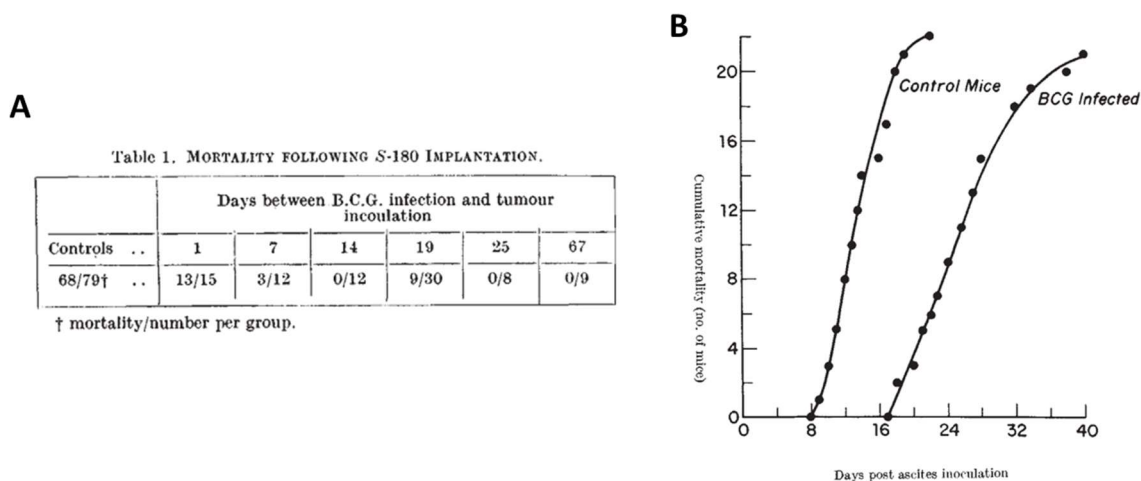 A
Table 1. MORTALITY FOLLOWING S-180 IMPLANTATION.
Days between B.C.G. infection and tumour
inoculation
Controls .. 1 7 14 19 25 67
68/79† .. 13/15 3/12 0/12 9/30 0/8 0/9
† mortality/number per group.
B
Cumulative mortality (no. of mice)
20
16
12
8
4
0
Control Mice
BCG Infected
0 8 16 24 32 40
Days post ascites inoculation